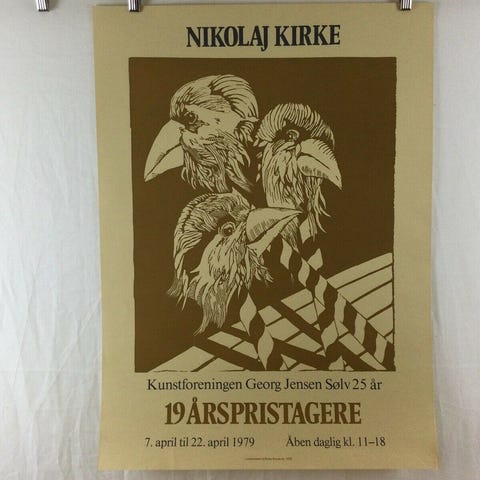 NIKOLAJ KIRKE
Kunstforeningen Georg Jensen Sølv 25 år
19 ÅRSPRISTAGERE
7. april til 22. april 1979 Åben daglig kl. 11–18